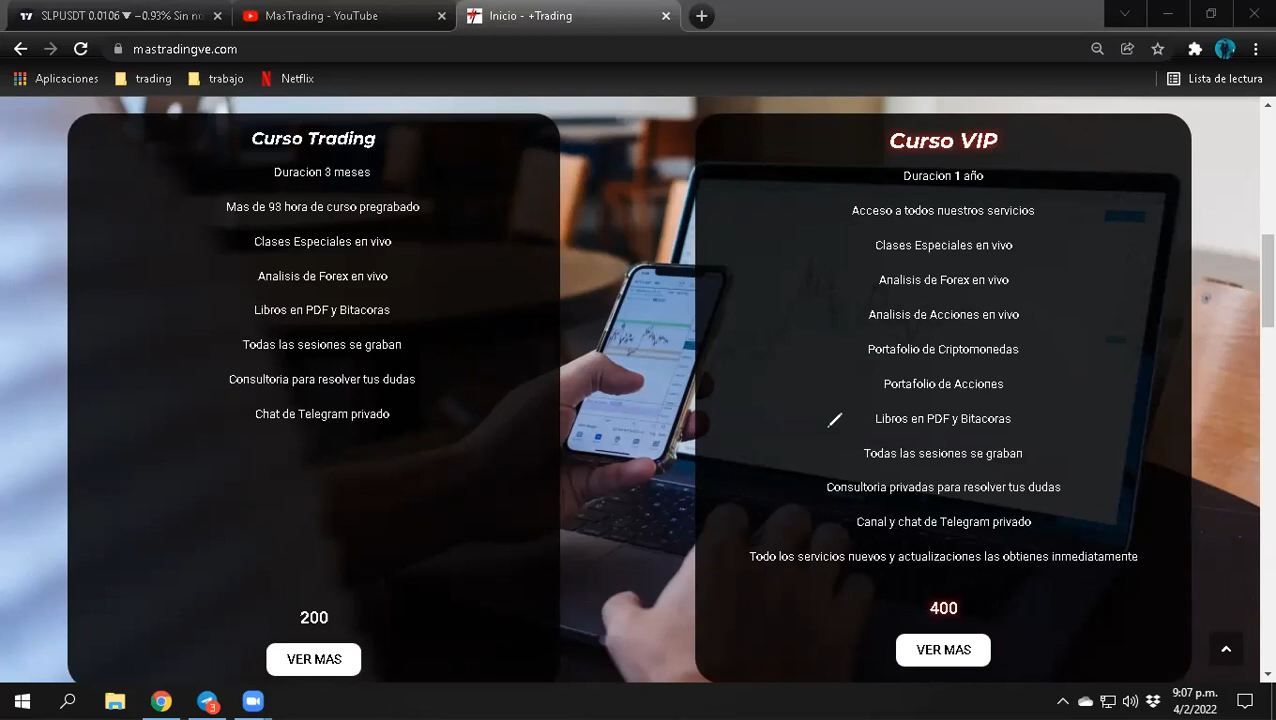 SLPUSDT 0.0106 ▼ −0.93% Sin no
MasTrading - YouTube
Inicio - +Trading
mastradingve.com
Aplicaciones
trading
trabajo
Netflix
Lista de lectura
Curso Trading
Duracion 3 meses
Mas de 93 hora de curso pregrabado
Clases Especiales en vivo
Analisis de Forex en vivo
Libros en PDF y Bitacoras
Todas las sesiones se graban
Consultoria para resolver tus dudas
Chat de Telegram privado
200
VER MAS
Curso VIP
Duracion 1 año
Acceso a todos nuestros servicios
Clases Especiales en vivo
Analisis de Forex en vivo
Analisis de Acciones en vivo
Portafolio de Criptomonedas
Portafolio de Acciones
Libros en PDF y Bitacoras
Todas las sesiones se graban
Consultoria privadas para resolver tus dudas
Canal y chat de Telegram privado
Todo los servicios nuevos y actualizaciones las obtienes inmediatamente
400
VER MAS
3
9:07 p.m.
4/2/2022